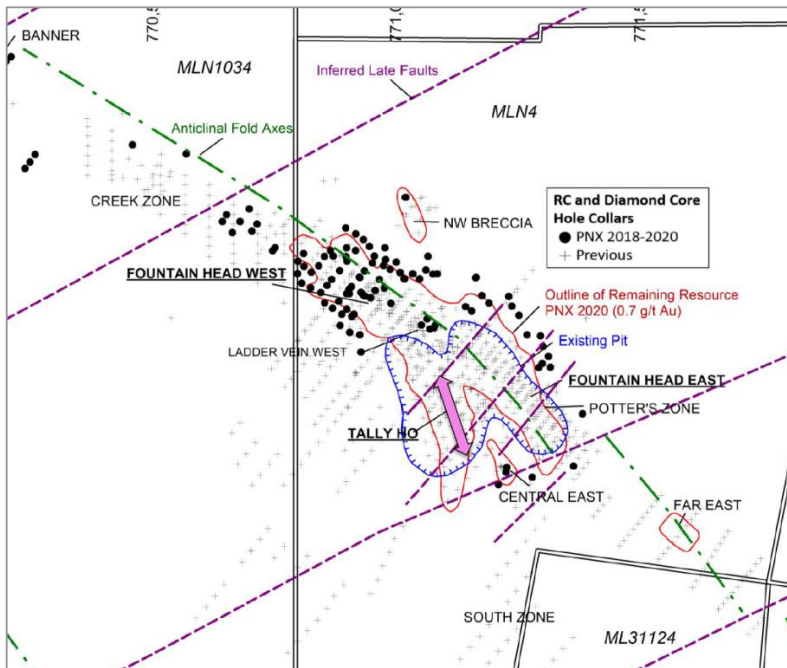 770,5
771,0
771,5
BANNER
MLN1034
Inferred Late Faults
MLN4
Anticlinal Fold Axes
CREEK ZONE
NW BRECCIA
RC and Diamond Core
Hole Collars
PNX 2018-2020
Previous
FOUNTAIN HEAD WEST
Outline of Remaining Resource
PNX 2020 (0.7 g/t Au)
Existing Pit
LADDER VEIN WEST
FOUNTAIN HEAD EAST
POTTER'S ZONE
TALLY HO
CENTRAL EAST
FAR EAST
SOUTH ZONE
ML31124